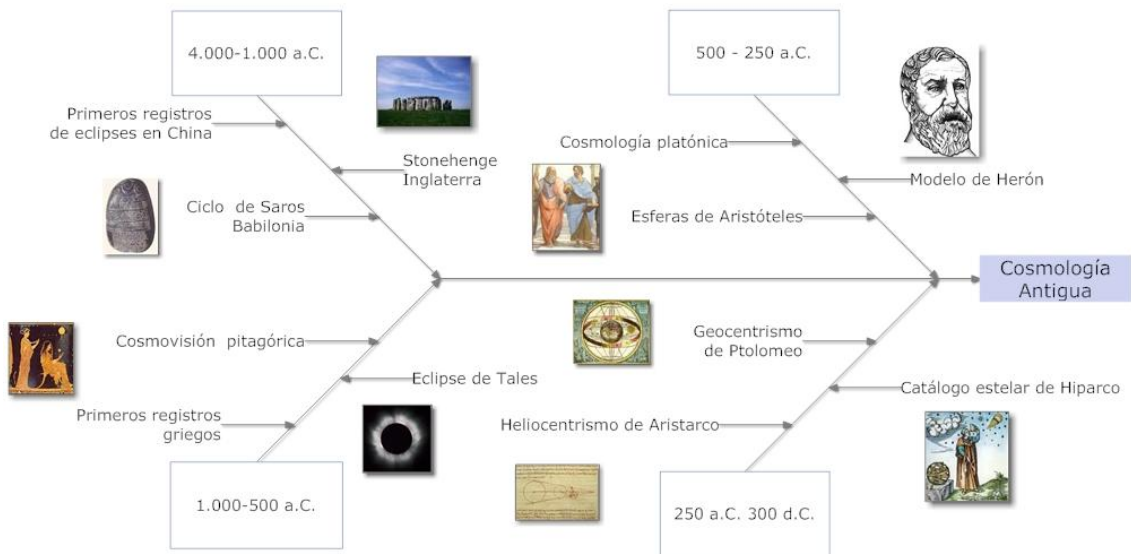 4.000-1.000 a.C.
Primeros registros
de eclipses en China
Stonehenge
Inglaterra
Ciclo de Saros
Babilonia
500 - 250 a.C.
Cosmología platónica
Modelo de Herón
Esferas de Aristóteles
Cosmología
Antigua
Cosmovisión pitagórica
Eclipse de Tales
Primeros registros
griegos
1.000-500 a.C.
Geocentrismo
de Ptolomeo
Catálogo estelar de Hiparco
Heliocentrismo de Aristarco
250 a.C. 300 d.C.